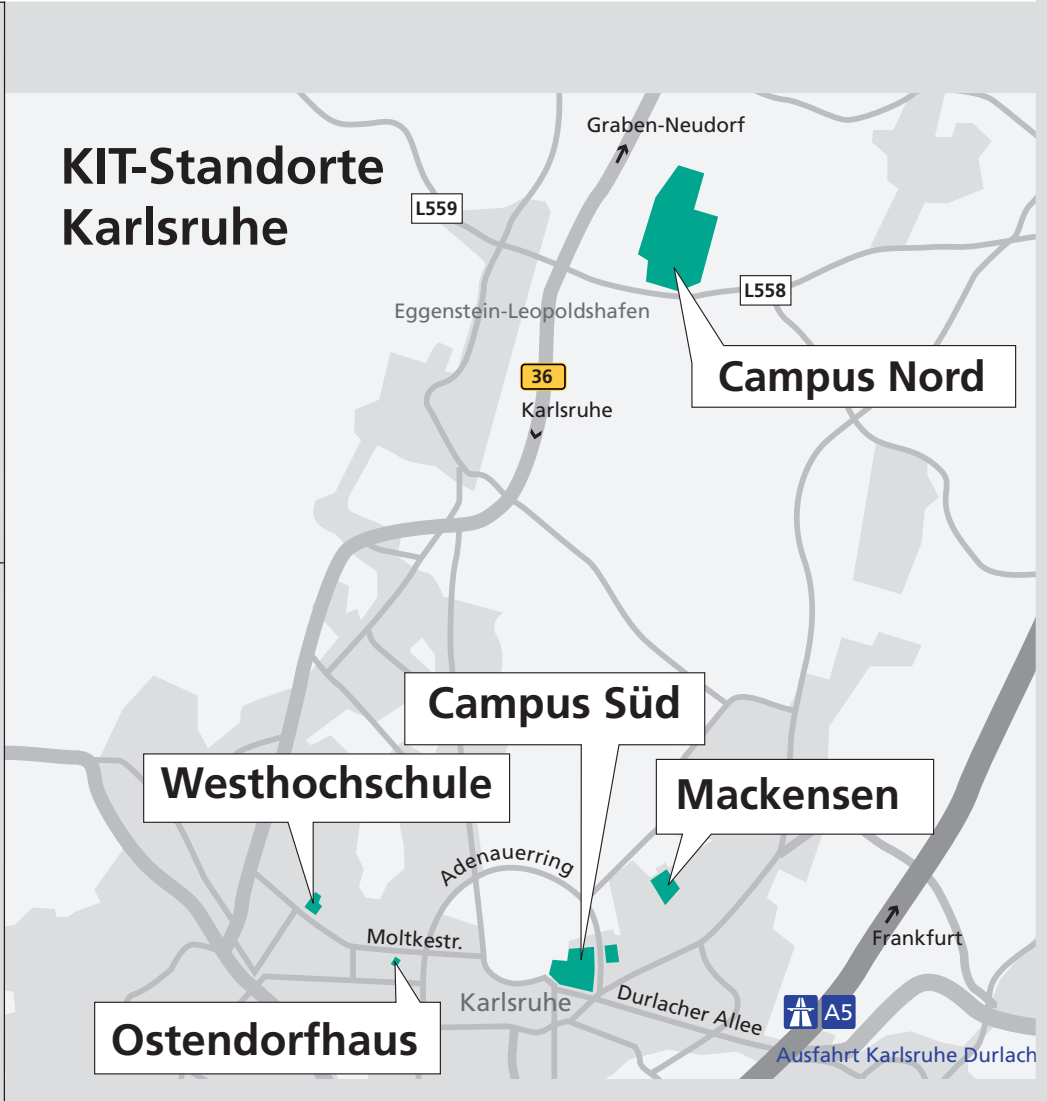 KIT-Standorte
Karlsruhe
Graben-Neudorf
L559
L558
Eggenstein-Leopoldshafen
Campus Nord
36
Karlsruhe
Campus Süd
Westhochschule
Mackensen
Adenauerring
Moltkestr.
Frankfurt
Karlsruhe
Durlacher Allee
A5
Ostendorfhaus
Ausfahrt Karlsruhe Durlach